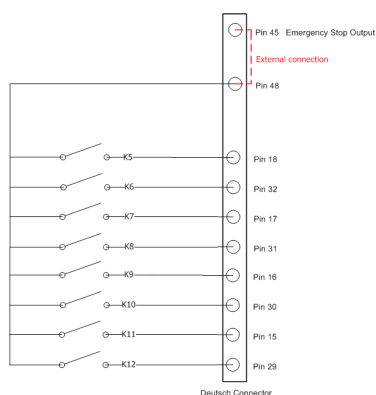 Pin 45 Emergency Stop Output
External connection
Pin 48
K5 Pin 18
K6 Pin 32
K7 Pin 17
K8 Pin 31
K9 Pin 16
K10 Pin 30
K11 Pin 15
K12 Pin 29
Deutsch Connector